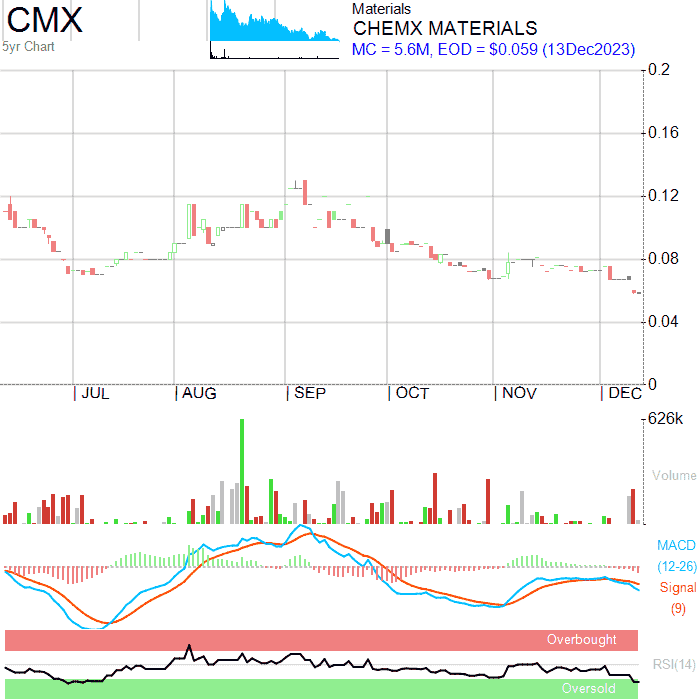 CMX
5yr Chart
Materials
CHEMX MATERIALS
MC = 5.6M, EOD = $0.059 (13Dec2023)
0.2
0.16
0.12
0.08
0.04
0
| JUL | AUG | SEP | OCT | NOV | DEC
626k
Volume
MACD
(12-26)
Signal
(9)
Overbought
RSI(14)
Oversold